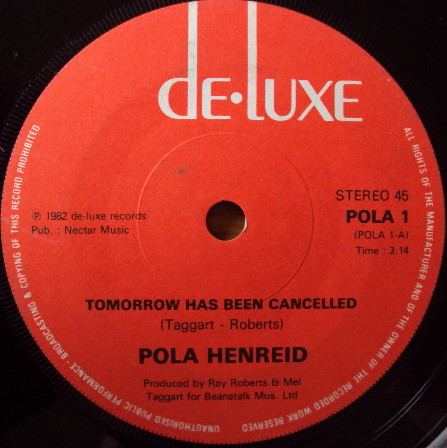 de·luxe
STEREO 45
POLA 1
(POLA 1-A)
Time : 3.14
℗ 1982 de-luxe records
Pub. : Nectar Music
TOMORROW HAS BEEN CANCELLED
(Taggart - Roberts)
POLA HENREID
Produced by Ray Roberts & Mel
Taggart for Beanstalk Mus. Ltd
ALL RIGHTS OF THE MANUFACTURER AND OF THE OWNER OF THE RECORDED WORK RESERVED · UNAUTHORISED PUBLIC PERFORMANCE · BROADCASTING & COPYING OF THIS RECORD PROHIBITED